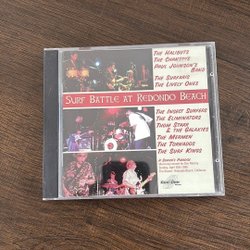 The Halibuts
The Chantays
Paul Johnson's
Band
The Surfaris
The Lively Ones
Surf Battle at Redondo Beach
The Insect Surfers
The Eliminators
Thom Starr
& The Galaxies
The Mermen
The Tornados
The Surf Kings